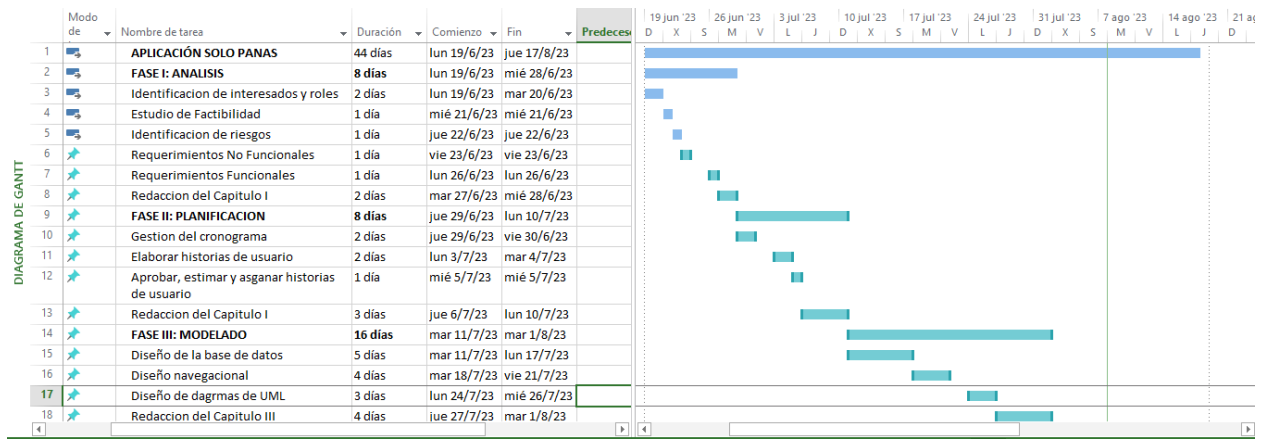 Modo de Nombre de tarea Duración Comienzo Fin Predeces
19 jun '23 26 jun '23 3 jul '23 10 jul '23 17 jul '23 24 jul '23 31 jul '23 7 ago '23 14 ago '23 21 ag
D X S M V L J D X S M V L J D X S M V L J D
DIAGRAMA DE GANTT
1 APLICACIÓN SOLO PANAS 44 días lun 19/6/23 jue 17/8/23
2 FASE I: ANALISIS 8 días lun 19/6/23 mié 28/6/23
3 Identificacion de interesados y roles 2 días lun 19/6/23 mar 20/6/23
4 Estudio de Factibilidad 1 día mié 21/6/23 mié 21/6/23
5 Identificacion de riesgos 1 día jue 22/6/23 jue 22/6/23
6 Requerimientos No Funcionales 1 día vie 23/6/23 vie 23/6/23
7 Requerimientos Funcionales 1 día lun 26/6/23 lun 26/6/23
8 Redaccion del Capitulo I 2 días mar 27/6/23 mié 28/6/23
9 FASE II: PLANIFICACION 8 días jue 29/6/23 lun 10/7/23
10 Gestion del cronograma 2 días jue 29/6/23 vie 30/6/23
11 Elaborar historias de usuario 2 días lun 3/7/23 mar 4/7/23
12 Aprobar, estimar y asganar historias de usuario 1 día mié 5/7/23 mié 5/7/23
13 Redaccion del Capitulo I 3 días jue 6/7/23 lun 10/7/23
14 FASE III: MODELADO 16 días mar 11/7/23 mar 1/8/23
15 Diseño de la base de datos 5 días mar 11/7/23 lun 17/7/23
16 Diseño navegacional 4 días mar 18/7/23 vie 21/7/23
17 Diseño de dagrmas de UML 3 días lun 24/7/23 mié 26/7/23
18 Redaccion del Capitulo III 4 días jue 27/7/23 mar 1/8/23